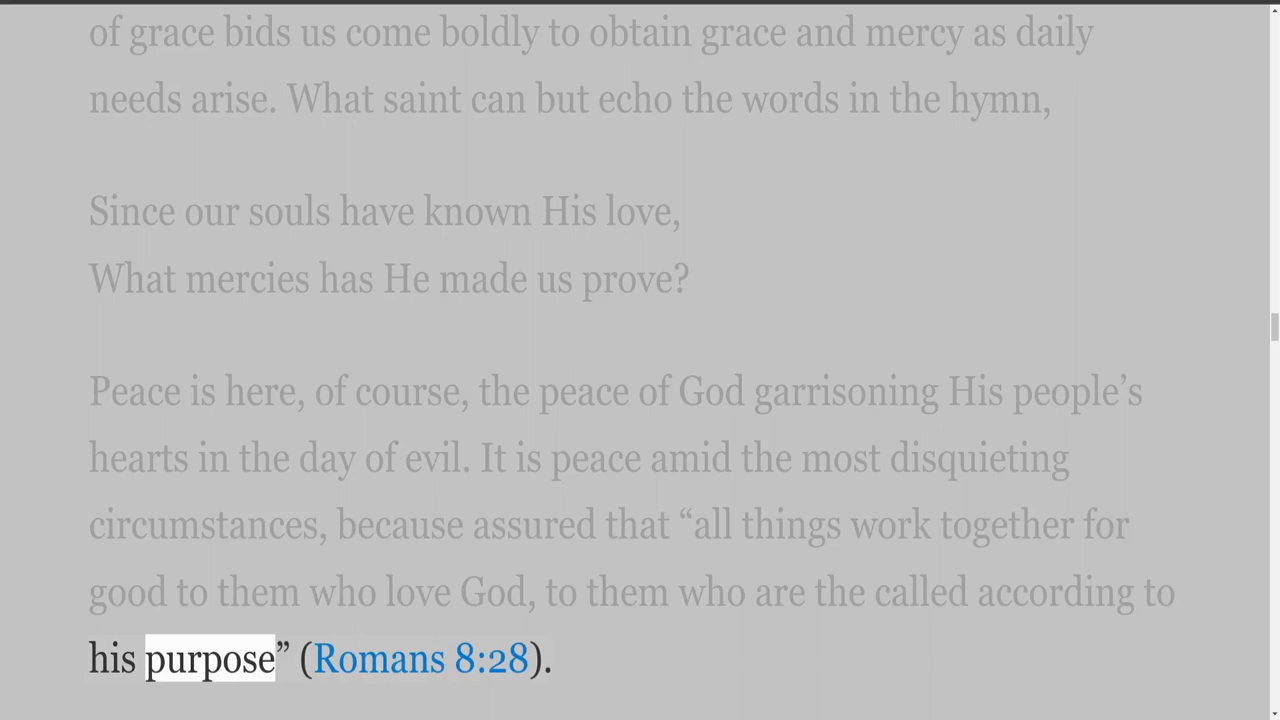 of grace bids us come boldly to obtain grace and mercy as daily
needs arise. What saint can but echo the words in the hymn,
Since our souls have known His love,
What mercies has He made us prove?
Peace is here, of course, the peace of God garrisoning His people’s
hearts in the day of evil. It is peace amid the most disquieting
circumstances, because assured that “all things work together for
good to them who love God, to them who are the called according to
his purpose” (Romans 8:28).